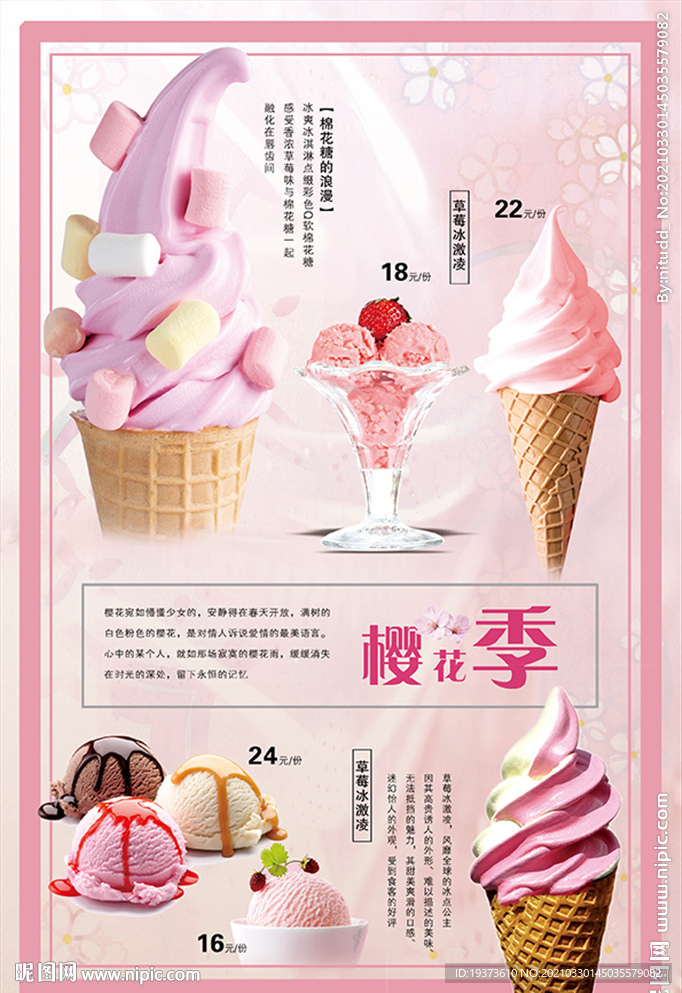 【棉花糖的浪漫】
冰爽冰淇淋点缀彩色Q软棉花糖
感受香浓草莓味与棉花糖一起
融化在唇齿间
草莓冰激凌
22元/份
18元/份
樱花宛如懵懂少女的，安静得在春天开放，满树的
白色粉色的樱花，是对情人诉说爱情的最美语言。
心中的某个人，就如那场寂寞的樱花雨，缓缓消失
在时光的深处，留下永恒的记忆
樱花季
24元/份
草莓冰激凌
草莓冰激凌，风靡全球的冰点公主
因其高贵诱人的外形、难以描述的美味、
无法抵挡的魅力，其甜美爽滑的口感、
迷幻怡人的外观，受到食客的好评
16元/份
昵图网 www.nipic.com
ID:19373610 NO:20210330145035579082
By:nitudd_ No:20210330145035579082
昵图网 www.nipic.com